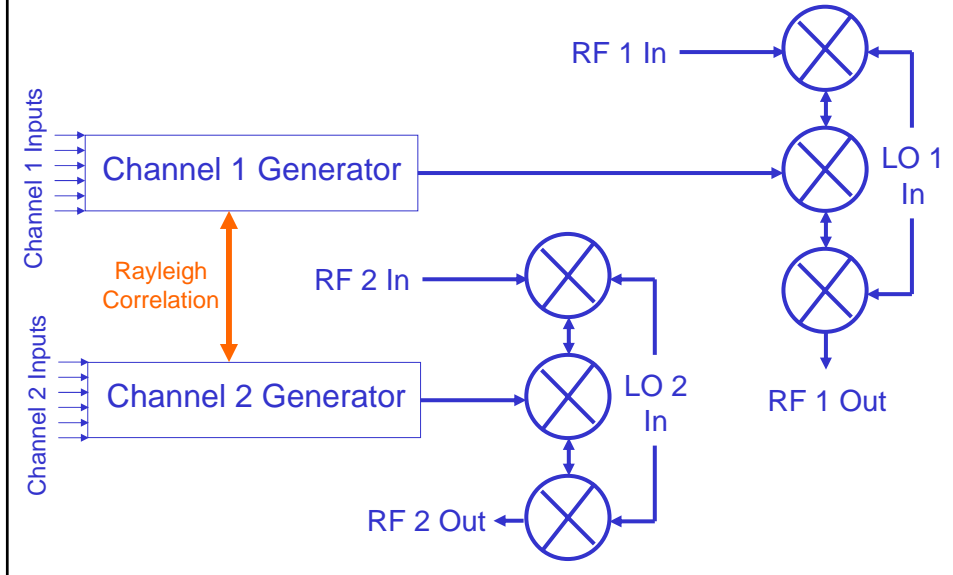 RF 1 In
Channel 1 Inputs
Channel 1 Generator
LO 1
In
Rayleigh
Correlation
RF 2 In
Channel 2 Inputs
Channel 2 Generator
LO 2
In
RF 1 Out
RF 2 Out